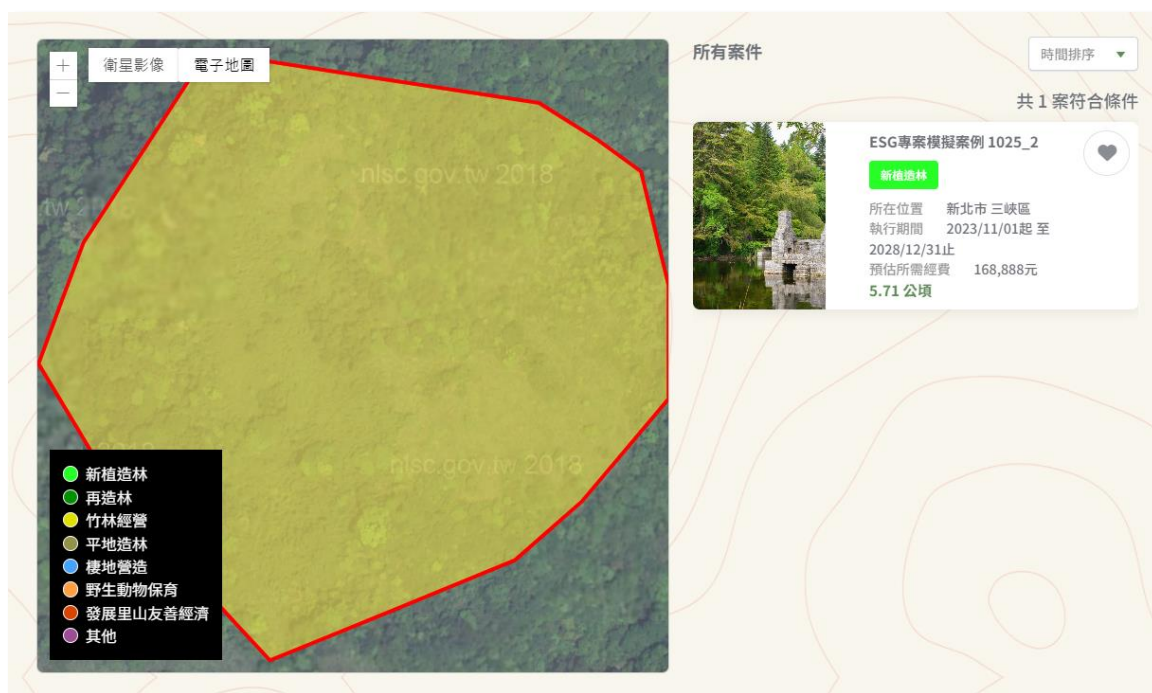 +
−
衛星影像 電子地圖
nlsc.gov.tw 2018
tw 2
2018
nlsc.gov.tw 2018
新植造林
再造林
竹林經營
平地造林
棲地營造
野生動物保育
發展里山友善經濟
其他
所有案件
時間排序 ▼
共 1 案符合條件
ESG專案模擬案例 1025_2
新植造林
所在位置 新北市 三峽區
執行期間 2023/11/01起 至
2028/12/31止
預估所需經費 168,888元
5.71 公頃